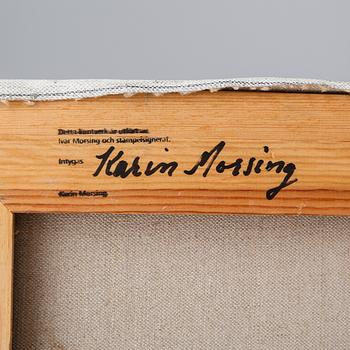 Detta konstverk är utfört av
Ivar Morsing och stämpelsignerat.
Intygas
Karin Morsing
Karin Morsing